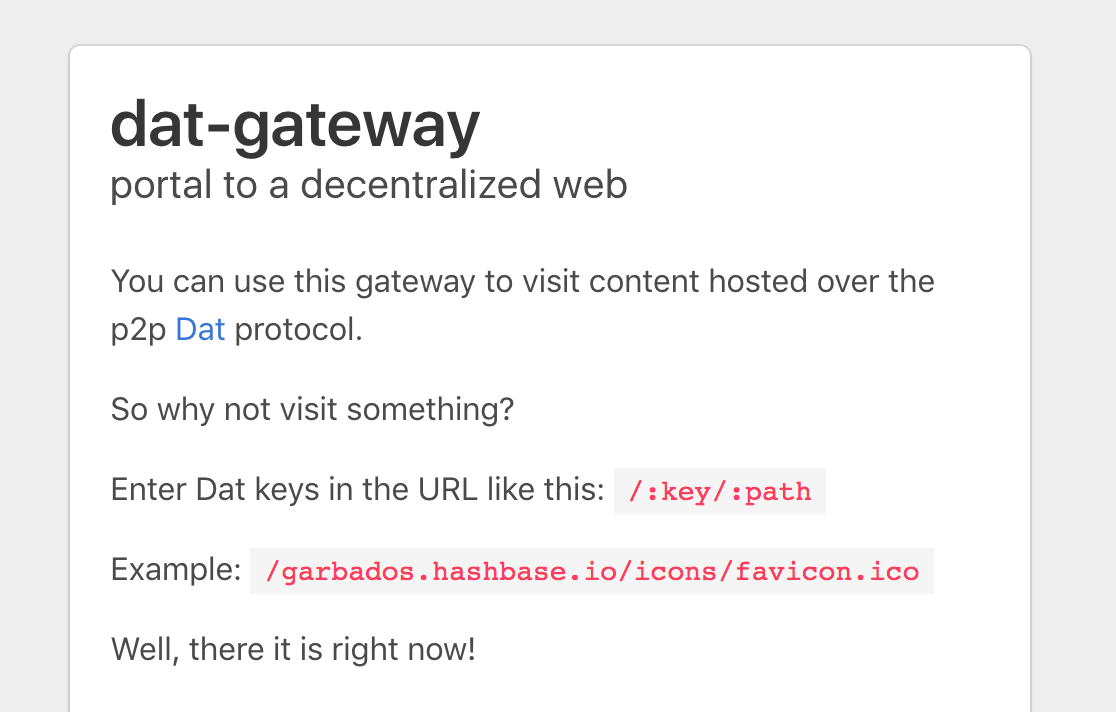 dat-gateway
portal to a decentralized web
You can use this gateway to visit content hosted over the
p2p Dat protocol.
So why not visit something?
Enter Dat keys in the URL like this: /:key/:path
Example: /garbados.hashbase.io/icons/favicon.ico
Well, there it is right now!